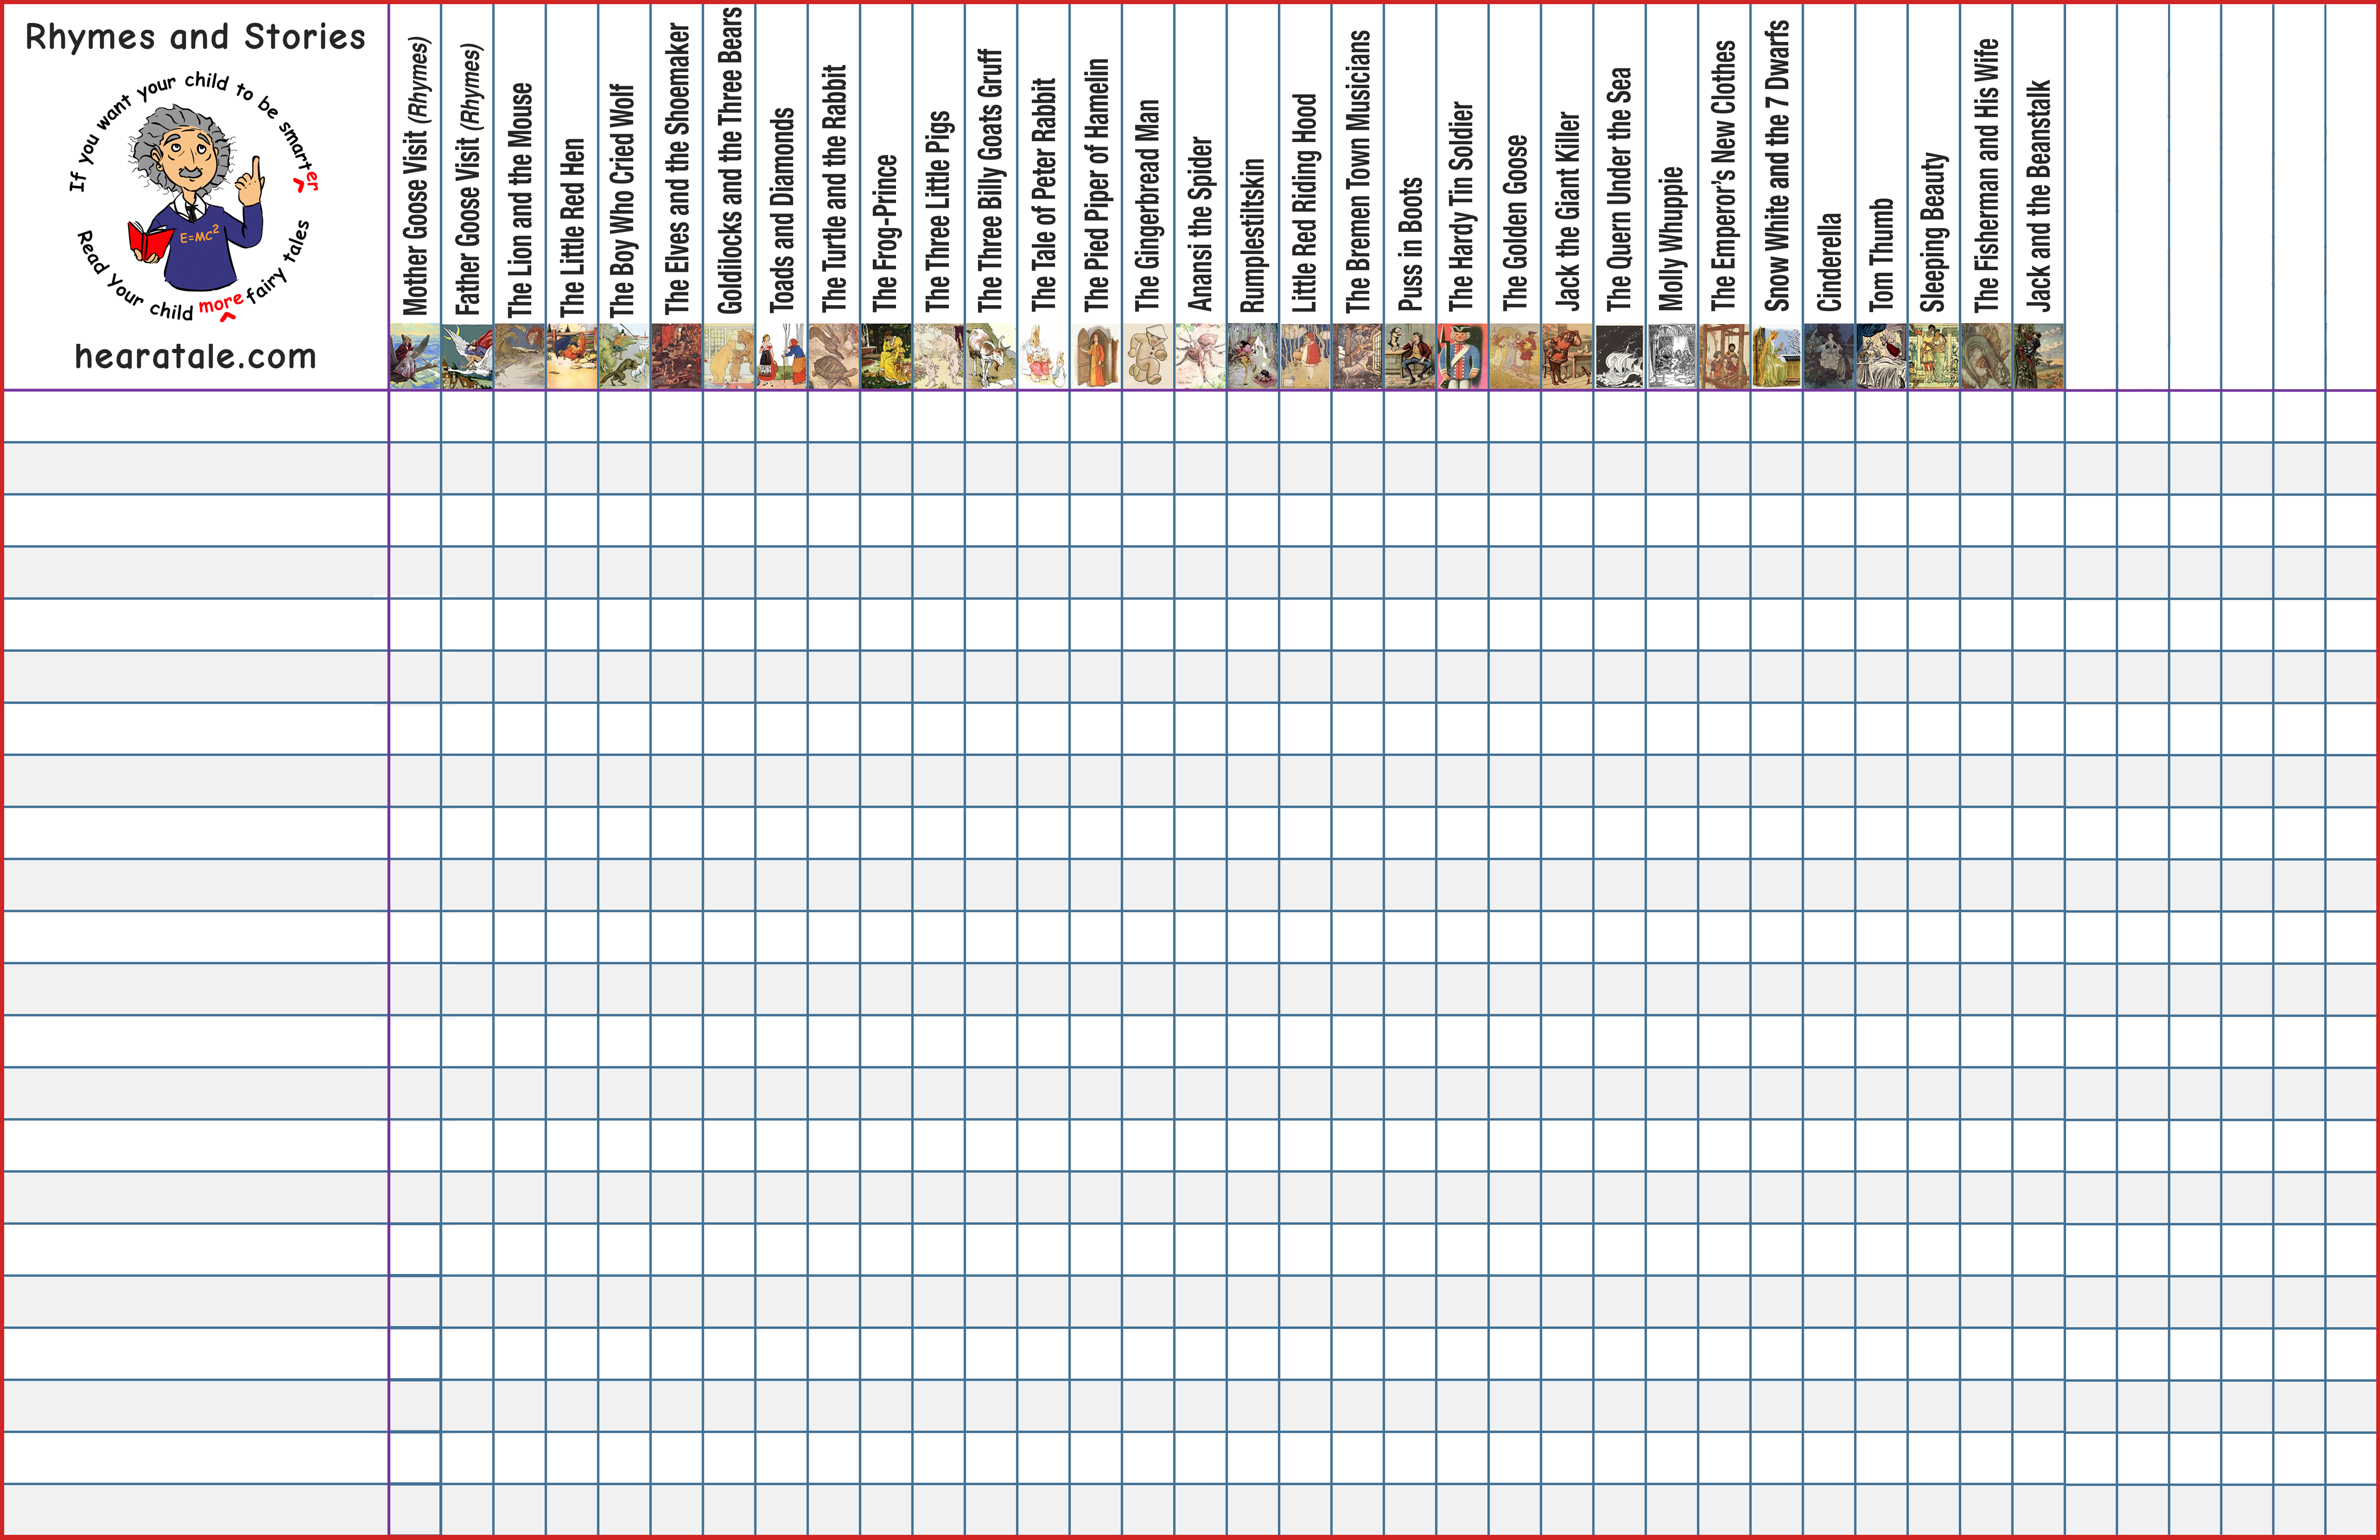 Rhymes and Stories
If you want your child to be smarter
E=MC2
Read Your child more fairy tales
hearatale.com
Mother Goose Visit (Rhymes)
Father Goose Visit (Rhymes)
The Lion and the Mouse
The Little Red Hen
The Boy Who Cried Wolf
The Elves and the Shoemaker
Goldilocks and the Three Bears
Toads and Diamonds
The Turtle and the Rabbit
The Frog-Prince
The Three Little Pigs
The Three Billy Goats Gruff
The Tale of Peter Rabbit
The Pied Piper of Hamelin
The Gingerbread Man
Anansi the Spider
Rumplestiltskin
Little Red Riding Hood
The Bremen Town Musicians
Puss in Boots
The Hardy Tin Soldier
The Golden Goose
Jack the Giant Killer
The Quern Under the Sea
Molly Whuppie
The Emperor's New Clothes
Snow White and the 7 Dwarfs
Cinderella
Tom Thumb
Sleeping Beauty
The Fisherman and His Wife
Jack and the Beanstalk